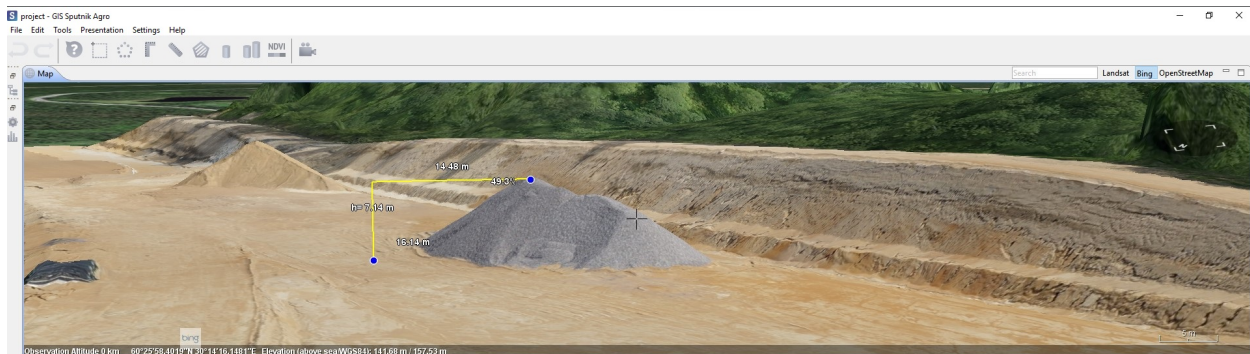 project - GIS Sputnik Agro
File Edit Tools Presentation Settings Help
NDVI
Map
Search
Landsat Bing OpenStreetMap
14.48 m
49.3%
h= 7.14 m
16.14 m
5 m
bing
Observation Altitude 0 km 60°25'58.4019"N 30°14'16.1481"E Elevation (above sea/WGS84): 141.68 m / 157.53 m